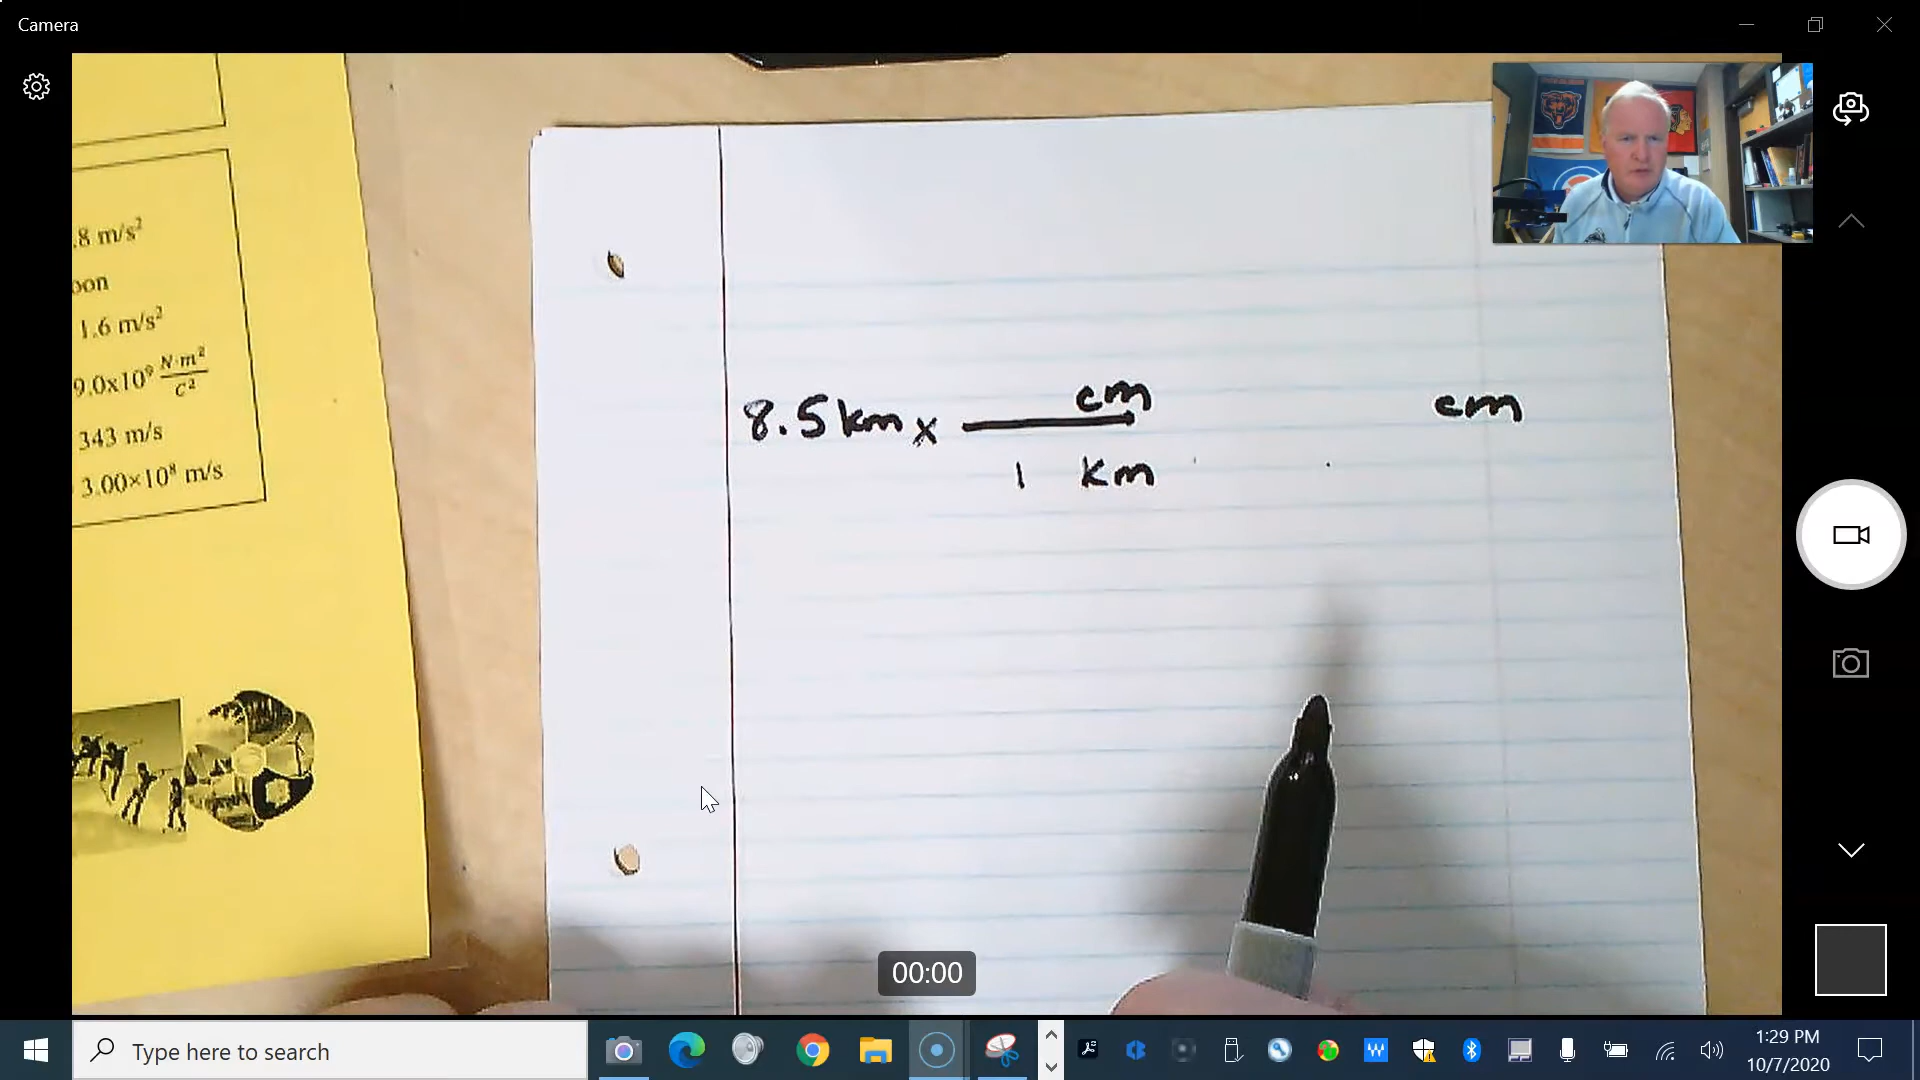 Camera
.8 m/s²
oon
1.6 m/s²
9.0x10⁹ N·m²/C²
343 m/s
3.00×10⁸ m/s
8.5 km x cm cm
1 km
00:00
Type here to search
1:29 PM
10/7/2020